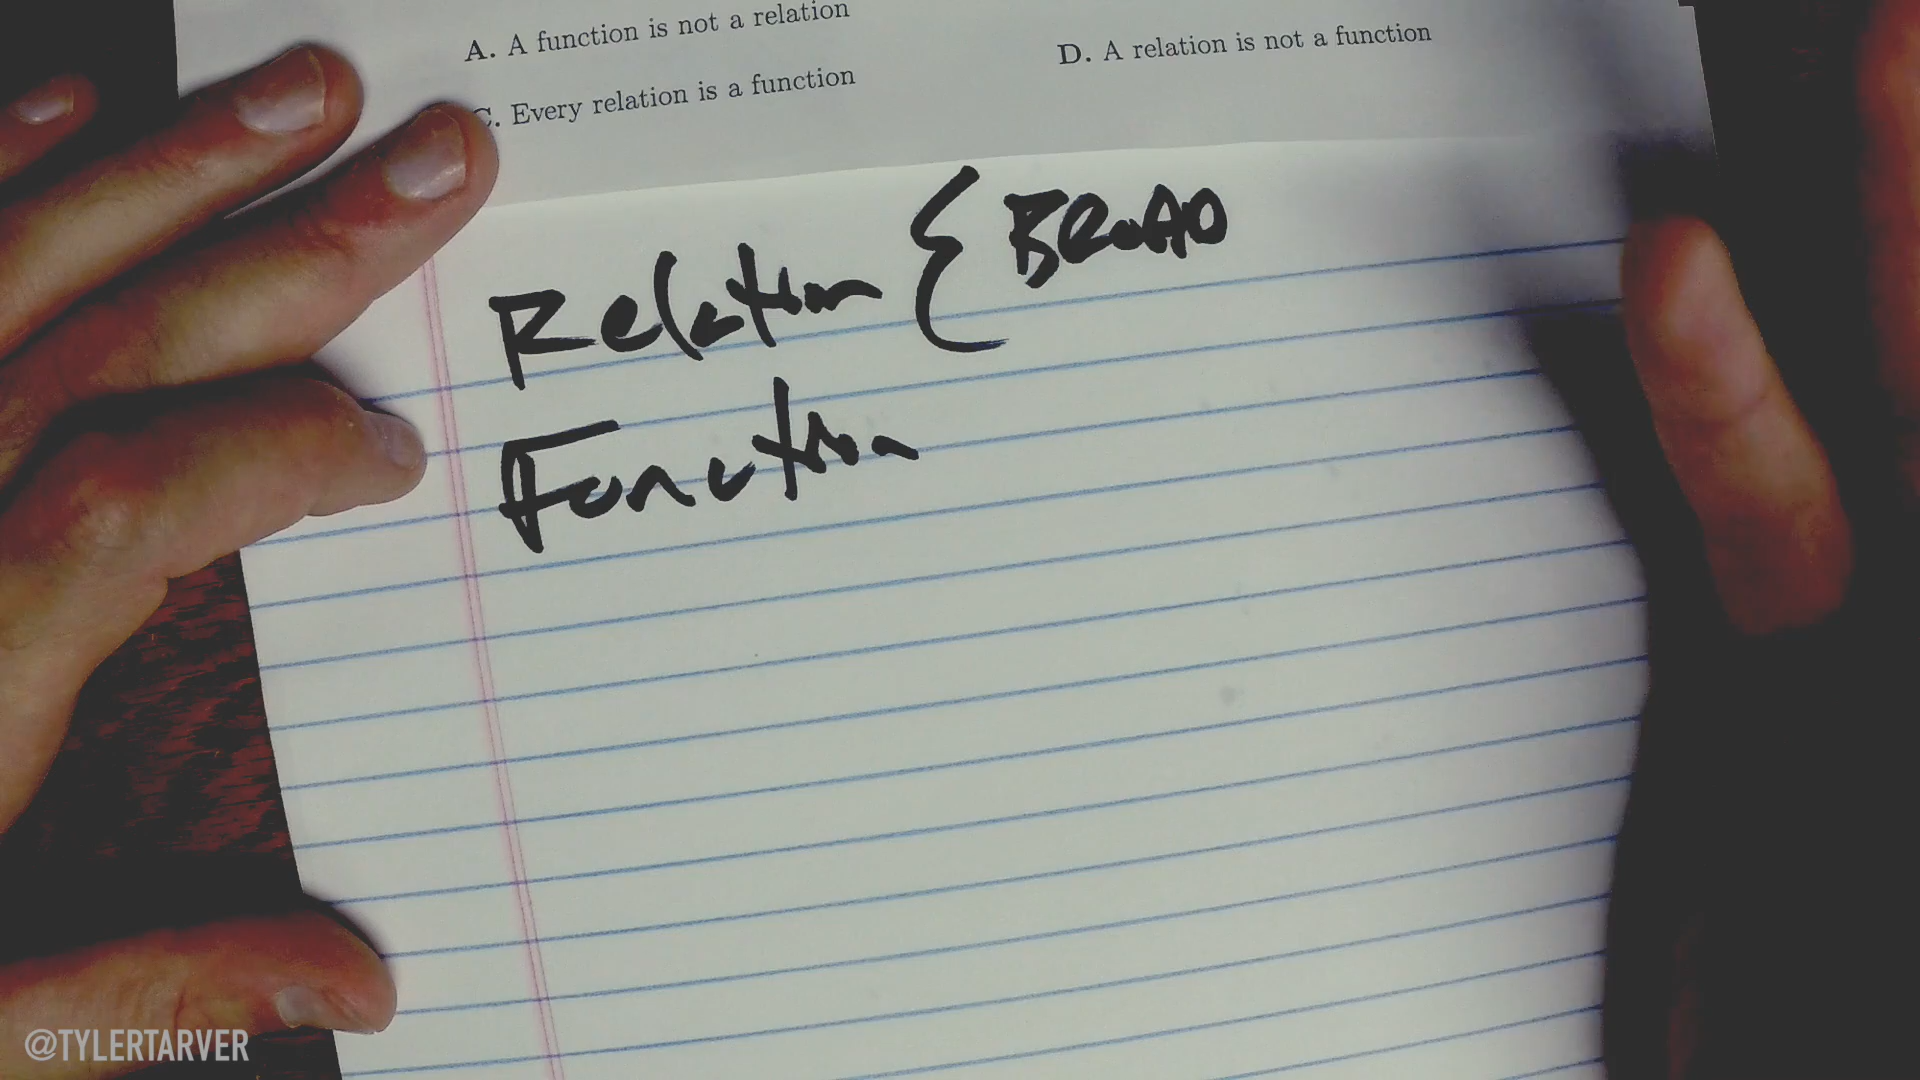 A. A function is not a relation
D. A relation is not a function
C. Every relation is a function
Relation { BROAD
Function
@TYLERTARVER